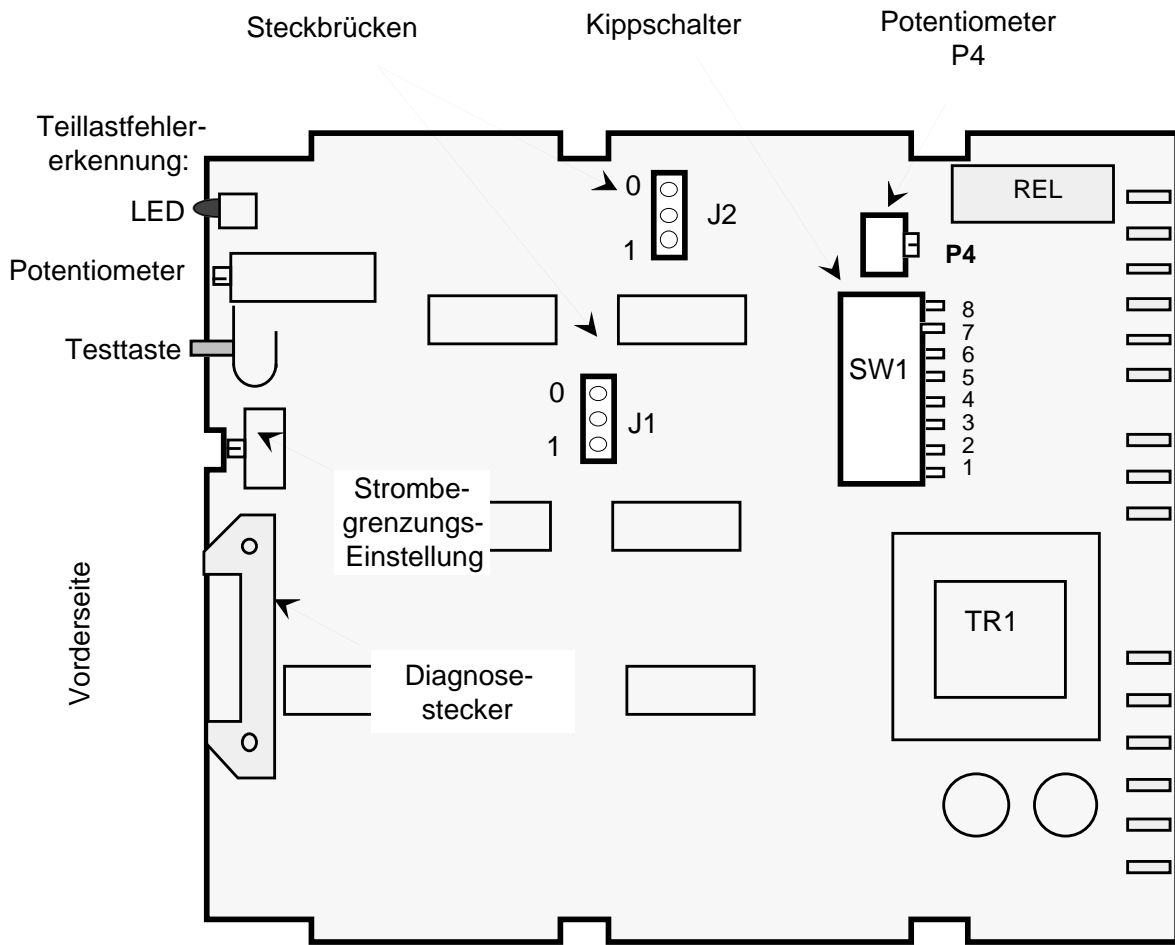 Steckbrücken
Kippschalter
Potentiometer
P4
Teillastfehler-
erkennung:
LED
Potentiometer
Testtaste
0
1
J2
REL
P4
8
7
6
5
4
3
2
1
SW1
0
1
J1
Strombe-
grenzungs-
Einstellung
Vorderseite
Diagnose-
stecker
TR1